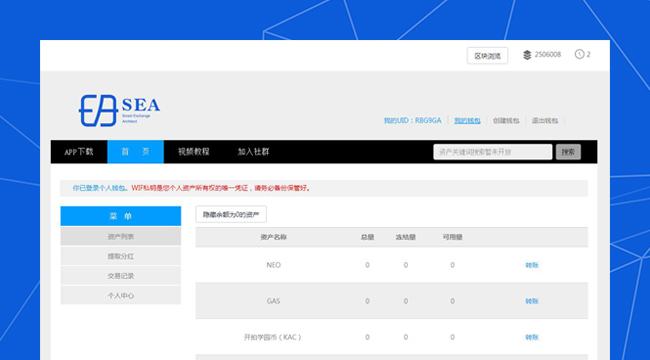 区块浏览 2506008 2
SEA
Smart Exchange
Architect
我的UID：RBG9GA 我的钱包 创建钱包 退出钱包
APP下载 首 页 视频教程 加入社群 资产关键词搜索暂未开放 搜索
你已登录个人钱包。WIF私钥是您个人资产所有权的唯一凭证，请务必备份保管好。
菜 单 隐藏余额为0的资产
资产列表 资产名称 总量 冻结量 可用量
提取分红 NEO 0 0 0 转账
交易记录
个人中心 GAS 0 0 0 转账
开拍学园币（KAC） 0 0 0 转账